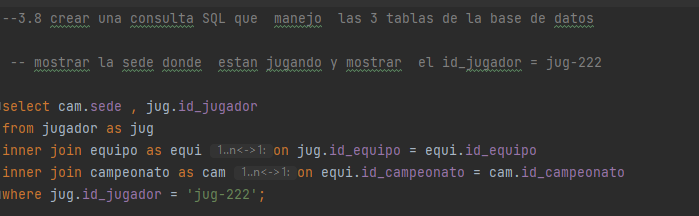 --3.8 crear una consulta SQL que  manejo  las 3 tablas de la base de datos
-- mostrar la sede donde  estan jugando y mostrar  el id_jugador = jug-222
select cam.sede , jug.id_jugador
from jugador as jug
inner join equipo as equi 1..n<->1: on jug.id_equipo = equi.id_equipo
inner join campeonato as cam 1..n<->1: on equi.id_campeonato = cam.id_campeonato
where jug.id_jugador = 'jug-222';